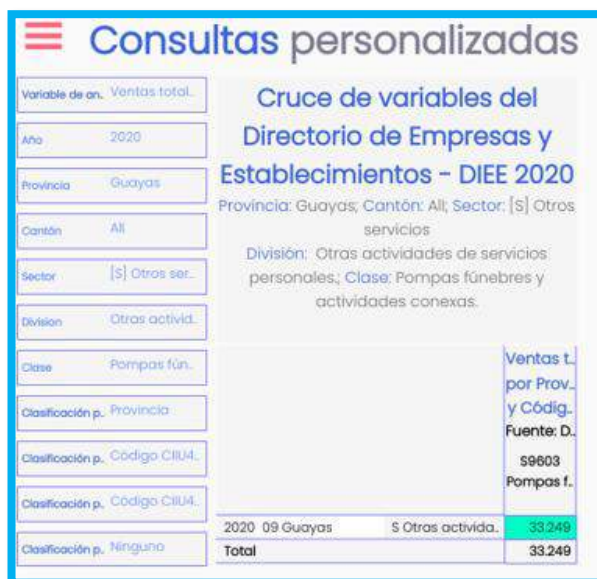 Consultas personalizadas
Variable de an.. Ventas total..
Año 2020
Provincia Guayas
Cantón All
Sector [S] Otros ser..
Division Otras activid..
Clase Pompas fún..
Clasificación p.. Provincia
Clasificación p.. Código CIIU4..
Clasificación p.. Código CIIU4..
Clasificación p.. Ninguno
Cruce de variables del
Directorio de Empresas y
Establecimientos - DIEE 2020
Provincia: Guayas; Cantón: All; Sector: [S] Otros
servicios
División: Otras actividades de servicios
personales.; Clase: Pompas fúnebres y
actividades conexas.
Ventas t..
por Prov..
y Códig..
Fuente: D..
S9603
Pompas f..
2020 09 Guayas S Otras activida.. 33.249
Total 33.249